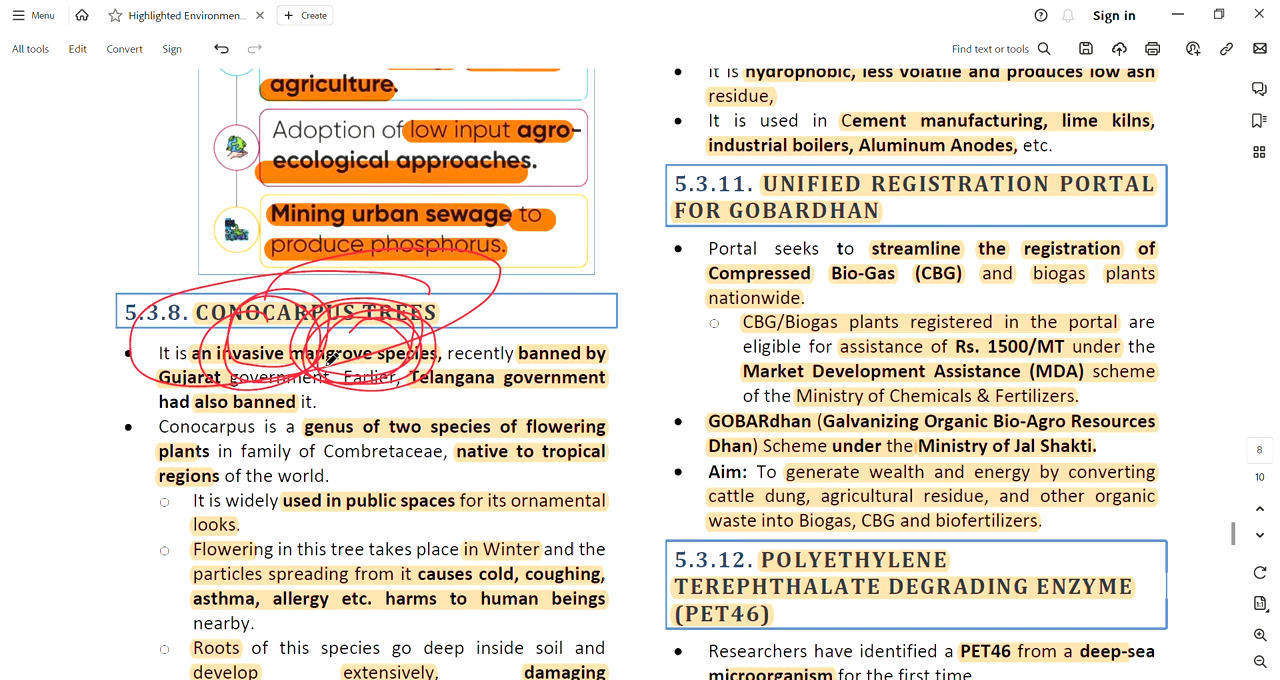 Menu
Highlighted Environmen...
Create
Sign in
All tools
Edit
Convert
Sign
Find text or tools
agriculture.
Adoption of low input agro-
ecological approaches.
Mining urban sewage to
produce phosphorus.
5.3.8. CONOCARPUS TREES
It is an invasive mangrove species, recently banned by
Gujarat government. Earlier, Telangana government
had also banned it.
Conocarpus is a genus of two species of flowering
plants in family of Combretaceae, native to tropical
regions of the world.
It is widely used in public spaces for its ornamental
looks.
Flowering in this tree takes place in Winter and the
particles spreading from it causes cold, coughing,
asthma, allergy etc. harms to human beings
nearby.
Roots of this species go deep inside soil and
develop extensively, damaging
It is hydrophobic, less volatile and produces low ash
residue,
It is used in Cement manufacturing, lime kilns,
industrial boilers, Aluminum Anodes, etc.
5.3.11. UNIFIED REGISTRATION PORTAL
FOR GOBARDHAN
Portal seeks to streamline the registration of
Compressed Bio-Gas (CBG) and biogas plants
nationwide.
CBG/Biogas plants registered in the portal are
eligible for assistance of Rs. 1500/MT under the
Market Development Assistance (MDA) scheme
of the Ministry of Chemicals & Fertilizers.
GOBARdhan (Galvanizing Organic Bio-Agro Resources
Dhan) Scheme under the Ministry of Jal Shakti.
Aim: To generate wealth and energy by converting
cattle dung, agricultural residue, and other organic
waste into Biogas, CBG and biofertilizers.
5.3.12. POLYETHYLENE
TEREPHTHALATE DEGRADING ENZYME
(PET46)
Researchers have identified a PET46 from a deep-sea
microorganism for the first time
8
10